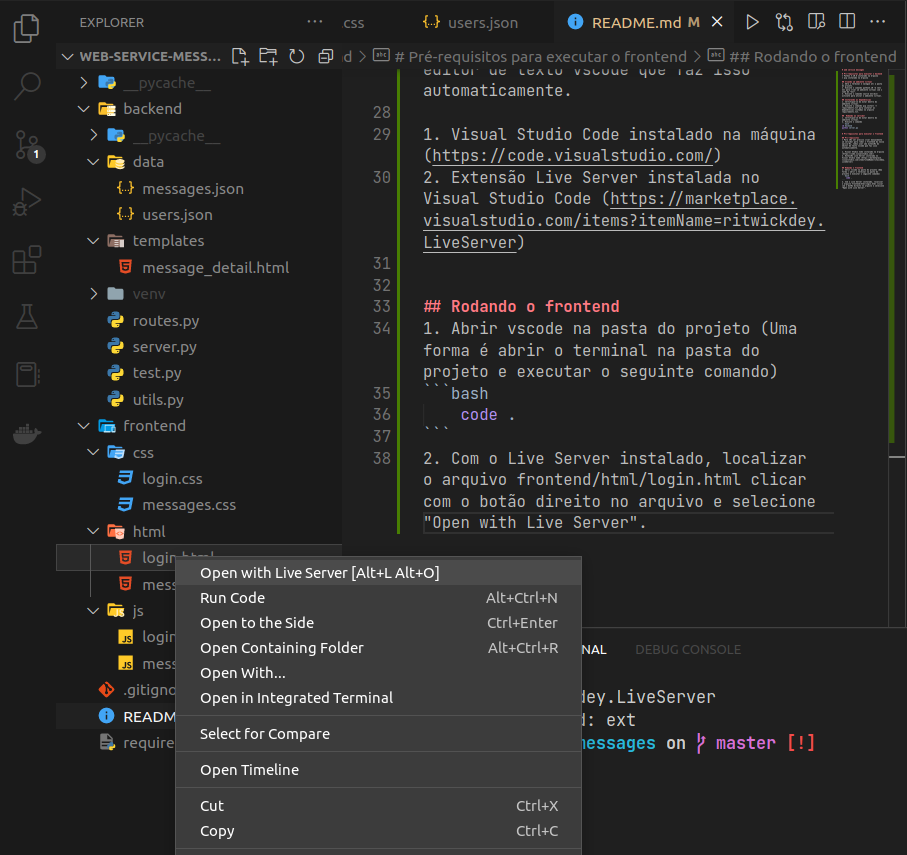 EXPLORER
WEB-SERVICE-MESS...
__pycache__
backend
__pycache__
data
messages.json
users.json
templates
message_detail.html
venv
routes.py
server.py
test.py
utils.py
frontend
css
login.css
messages.css
html
login.html
mess
js
login
mess
.gitigno
READM
require
1
css
users.json
README.md M
d > # Pré-requisitos para executar o frontend > ## Rodando o frontend
editor de texto vscode que faz isso
automaticamente.
28
29 1. Visual Studio Code instalado na máquina
(https://code.visualstudio.com/)
30 2. Extensão Live Server instalada no
Visual Studio Code (https://marketplace.
visualstudio.com/items?itemName=ritwickdey.
LiveServer)
31
32
33 ## Rodando o frontend
34 1. Abrir vscode na pasta do projeto (Uma
forma é abrir o terminal na pasta do
projeto e executar o seguinte comando)
35 ```bash
36 code .
37 ```
38 2. Com o Live Server instalado, localizar
o arquivo frontend/html/login.html clicar
com o botão direito no arquivo e selecione
"Open with Live Server".
Open with Live Server [Alt+L Alt+O]
Run Code Alt+Ctrl+N
Open to the Side Ctrl+Enter
Open Containing Folder Alt+Ctrl+R
Open With...
Open in Integrated Terminal
Select for Compare
Open Timeline
Cut Ctrl+X
Copy Ctrl+C
NAL DEBUG CONSOLE
dey.LiveServer
d: ext
messages on master [!]